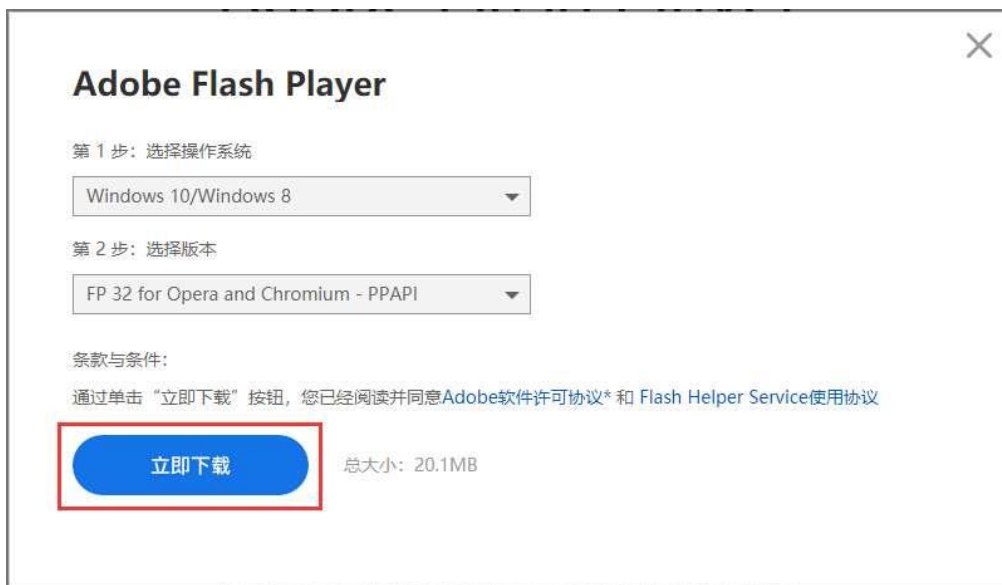 Adobe Flash Player
第 1 步：选择操作系统
Windows 10/Windows 8
第 2 步：选择版本
FP 32 for Opera and Chromium - PPAPI
条款与条件：
通过单击“立即下载”按钮，您已经阅读并同意Adobe软件许可协议* 和 Flash Helper Service使用协议
立即下载 总大小：20.1MB